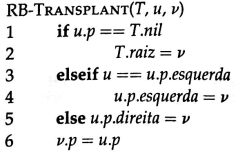 RB-TRANSPLANT(T, u, ν)
1 if u.p == T.nil
2 T.raiz = ν
3 elseif u == u.p.esquerda
4 u.p.esquerda = ν
5 else u.p.direita = ν
6 ν.p = u.p